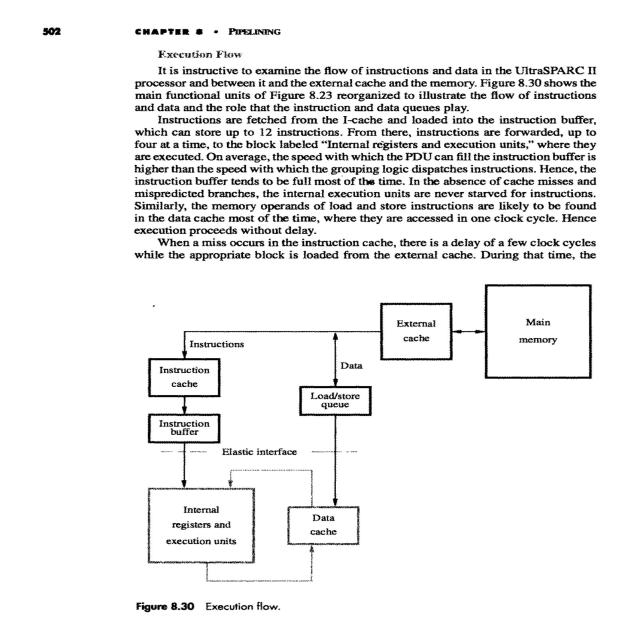 502 CHAPTER 8 • PIPELINING
Execution Flow
It is instructive to examine the flow of instructions and data in the UltraSPARC II
processor and between it and the external cache and the memory. Figure 8.30 shows the
main functional units of Figure 8.23 reorganized to illustrate the flow of instructions
and data and the role that the instruction and data queues play.
Instructions are fetched from the I-cache and loaded into the instruction buffer,
which can store up to 12 instructions. From there, instructions are forwarded, up to
four at a time, to the block labeled "Internal registers and execution units," where they
are executed. On average, the speed with which the PDU can fill the instruction buffer is
higher than the speed with which the grouping logic dispatches instructions. Hence, the
instruction buffer tends to be full most of the time. In the absence of cache misses and
mispredicted branches, the internal execution units are never starved for instructions.
Similarly, the memory operands of load and store instructions are likely to be found
in the data cache most of the time, where they are accessed in one clock cycle. Hence
execution proceeds without delay.
When a miss occurs in the instruction cache, there is a delay of a few clock cycles
while the appropriate block is loaded from the external cache. During that time, the
External
cache
Main
memory
Instructions
Data
Instruction
cache
Load/store
queue
Instruction
buffer
Elastic interface
Internal
registers and
execution units
Data
cache
Figure 8.30 Execution flow.